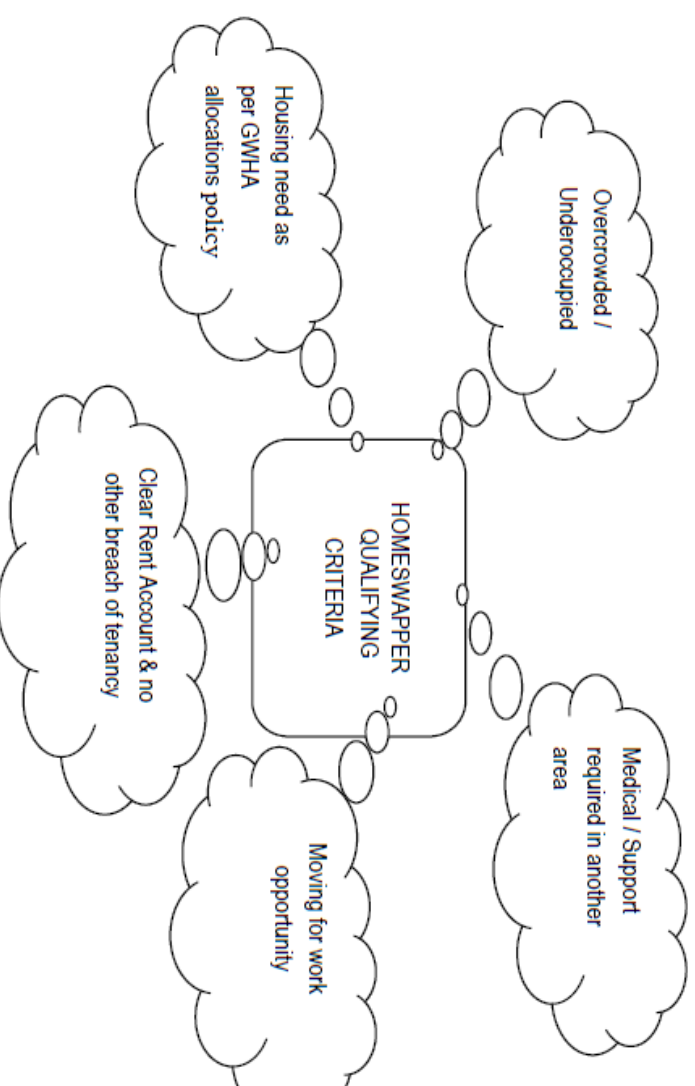 Overcrowded /
Underoccupied
Medical / Support
required in another
area
HOMESWAPPER
QUALIFYING
CRITERIA
Housing need as
per GWHA
allocations policy
Clear Rent Account & no
other breach of tenancy
Moving for work
opportunity